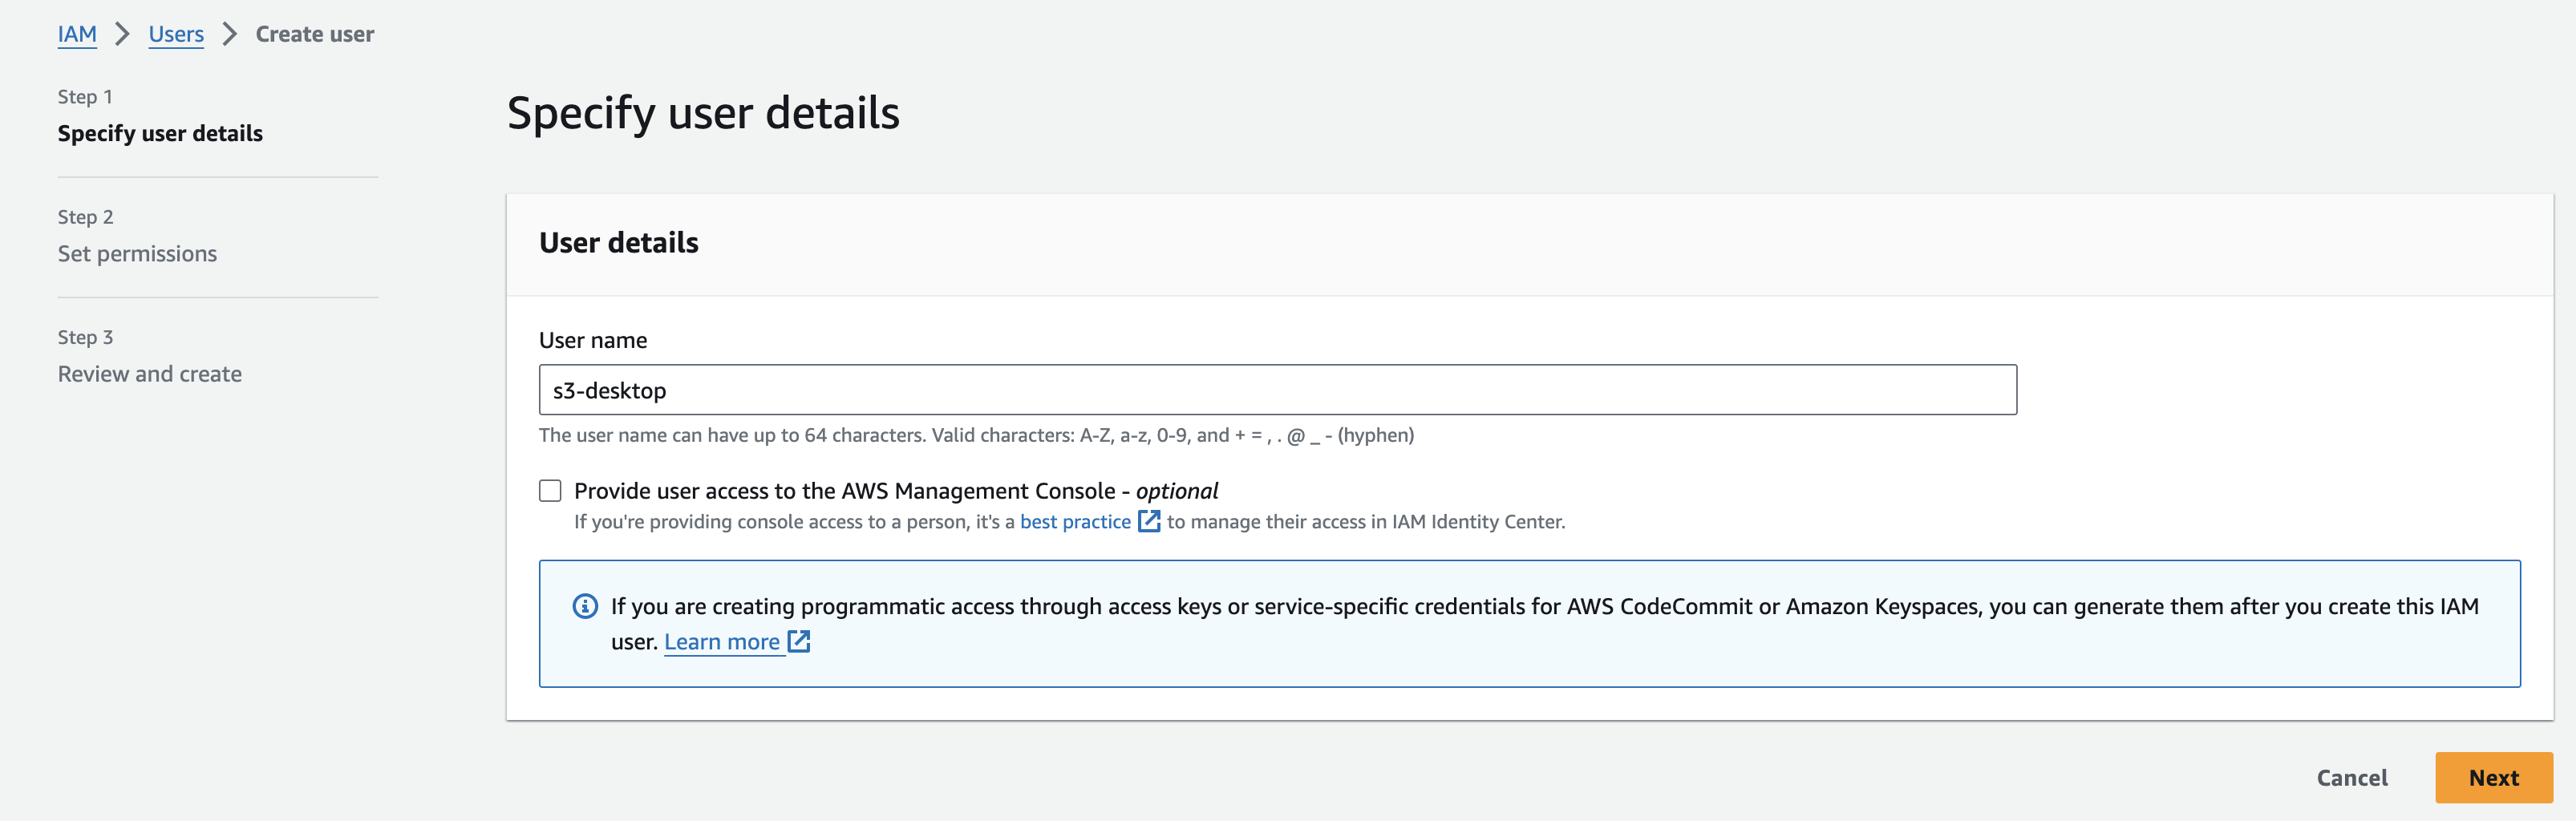 IAM > Users > Create user
Step 1
Specify user details
Step 2
Set permissions
Step 3
Review and create
Specify user details
User details
User name
s3-desktop
The user name can have up to 64 characters. Valid characters: A-Z, a-z, 0-9, and + = , . @ _ - (hyphen)
Provide user access to the AWS Management Console - optional
If you're providing console access to a person, it's a best practice to manage their access in IAM Identity Center.
If you are creating programmatic access through access keys or service-specific credentials for AWS CodeCommit or Amazon Keyspaces, you can generate them after you create this IAM
user. Learn more
Cancel
Next